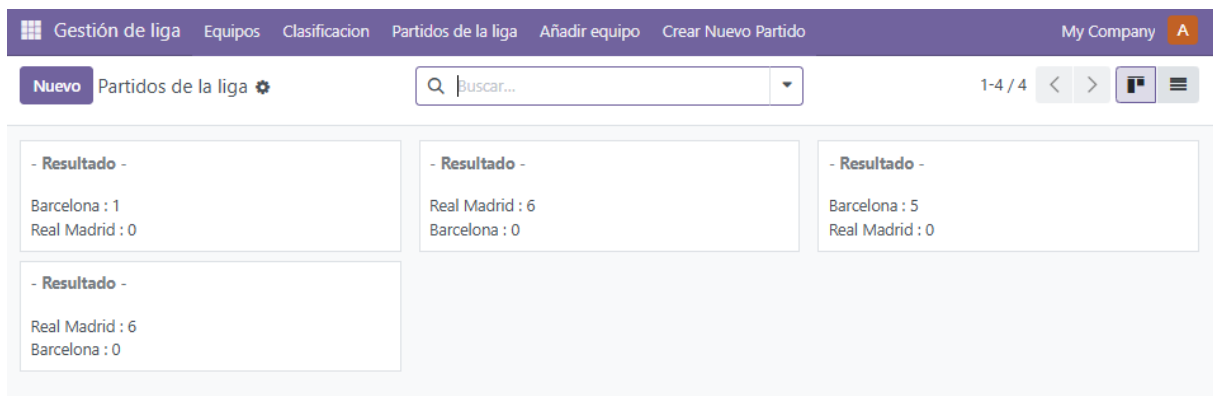 Gestión de liga Equipos Clasificacion Partidos de la liga Añadir equipo Crear Nuevo Partido My Company A
Nuevo Partidos de la liga Buscar... 1-4 / 4
- Resultado -
Barcelona : 1
Real Madrid : 0
- Resultado -
Real Madrid : 6
Barcelona : 0
- Resultado -
Barcelona : 5
Real Madrid : 0
- Resultado -
Real Madrid : 6
Barcelona : 0